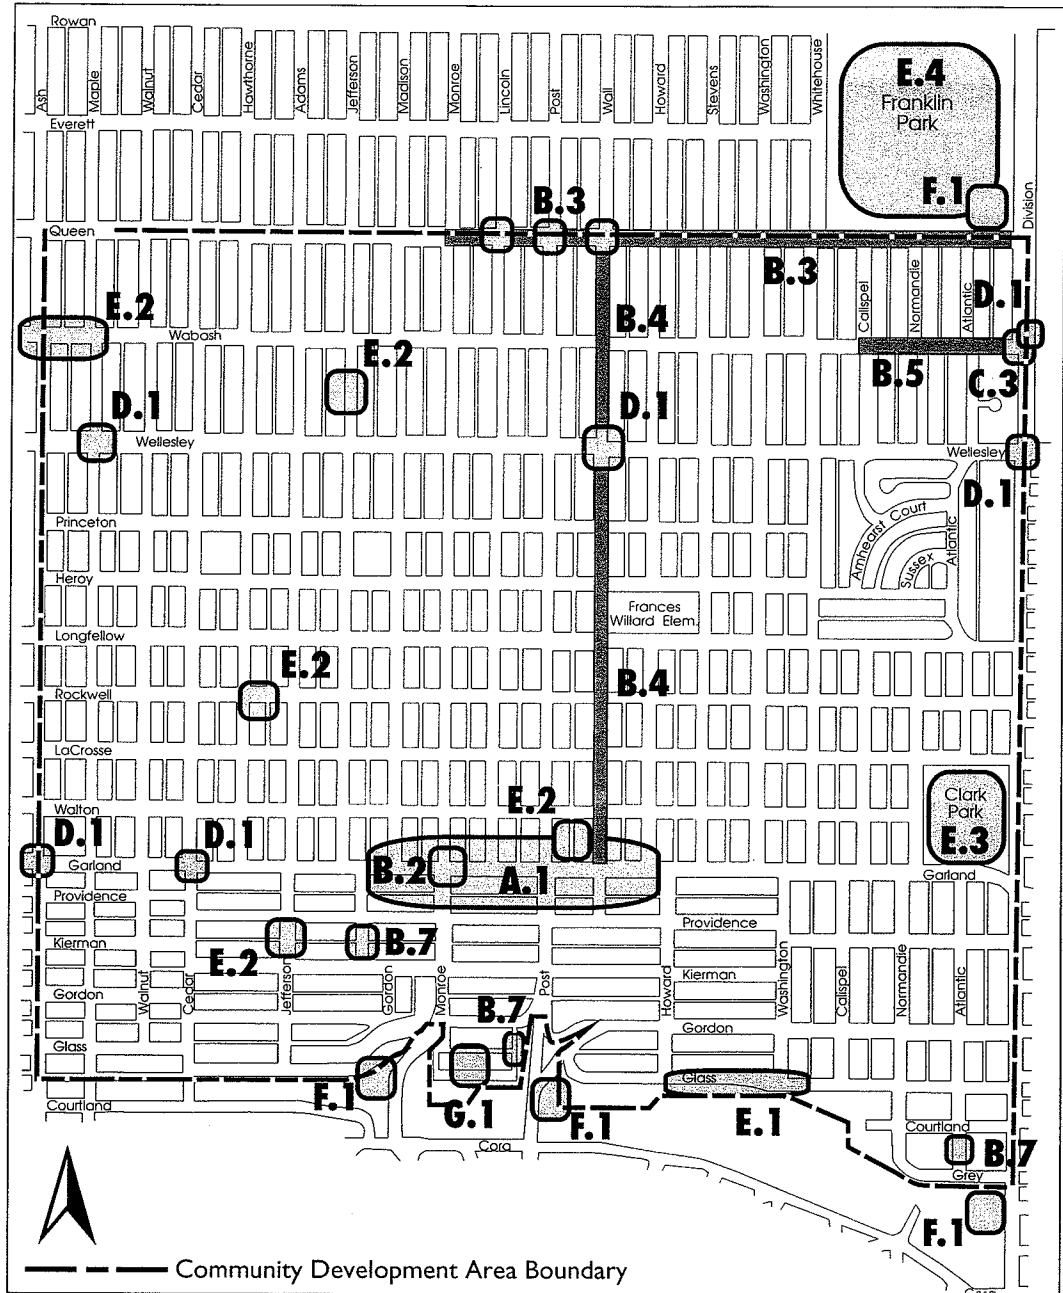 Rowan
Ash
Maple
Walnut
Cedar
Hawthorne
Adams
Jefferson
Madison
Monroe
Lincoln
Post
Wall
Howard
Stevens
Washington
Whitehouse
E.4
Franklin
Park
F.1
Division
Everett
B.3
Queen
B.3
Calispel
Normandie
Atlantic
D.1
E.2
Wabash
B.4
E.2
B.5
C.3
D.1
D.1
Wellesley
Wellesley
D.1
Princeton
Amherst Court
Sussex
Atlantic
Heroy
Frances
Willard Elem.
Longfellow
E.2
Rockwell
B.4
LaCrosse
Clark
Park
E.3
Walton
E.2
D.1
D.1
Garland
B.2
A.1
Garland
Providence
Providence
Kierman
E.2
B.7
Kierman
Walnut
Cedar
Jefferson
Gordon
Monroe
Post
Howard
Washington
Calispel
Normandie
Atlantic
Gordon
B.7
Gordon
Glass
Glass
F.1
G.1
F.1
E.1
Courtland
Courtland
Cora
B.7
Grey
F.1
Community Development Area Boundary